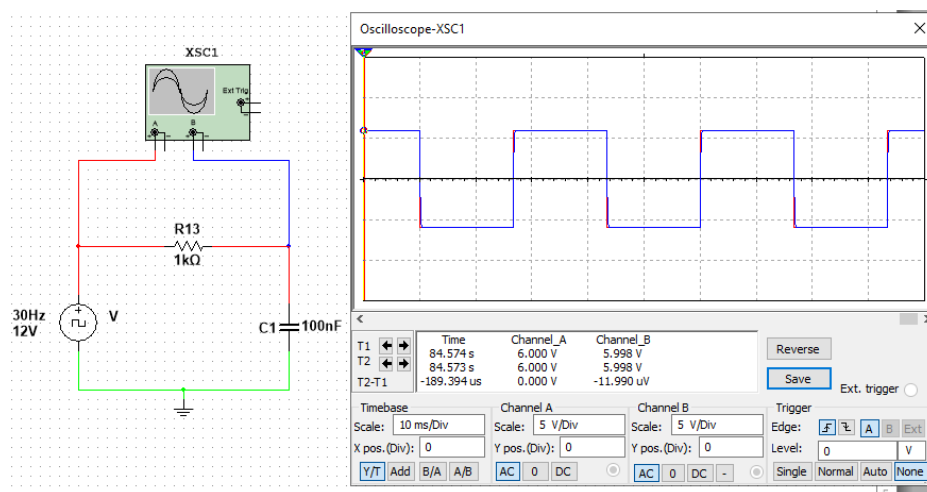 XSC1
Ext Trig
A
B
R13
1kΩ
30Hz
12V
V
C1
100nF
Oscilloscope-XSC1
Time Channel_A Channel_B
T1 84.574 s 6.000 V 5.998 V
T2 84.573 s 6.000 V 5.998 V
T2-T1 -189.394 us 0.000 V -11.990 uV
Reverse
Save
Ext. trigger
Timebase Channel A Channel B Trigger
Scale: 10 ms/Div Scale: 5 V/Div Scale: 5 V/Div Edge: A B Ext
X pos.(Div): 0 Y pos.(Div): 0 Y pos.(Div): 0 Level: 0 V
Y/T Add B/A A/B AC 0 DC AC 0 DC - Single Normal Auto None